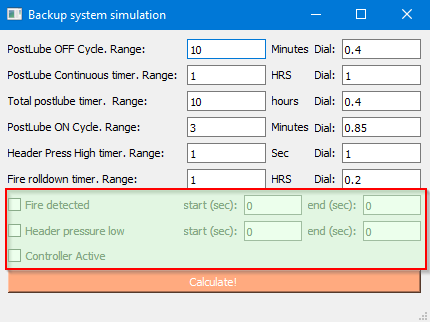 Backup system simulation
PostLube OFF Cycle. Range: 10 Minutes Dial: 0.4
PostLube Continuous timer. Range: 1 HRS Dial: 1
Total postlube timer. Range: 10 hours Dial: 0.4
PostLube ON Cycle. Range: 3 Minutes Dial: 0.85
Header Press High timer. Range: 1 Sec Dial: 1
Fire rolldown timer. Range: 1 HRS Dial: 0.2
Fire detected start (sec): 0 end (sec): 0
Header pressure low start (sec): 0 end (sec): 0
Controller Active
Calculate!